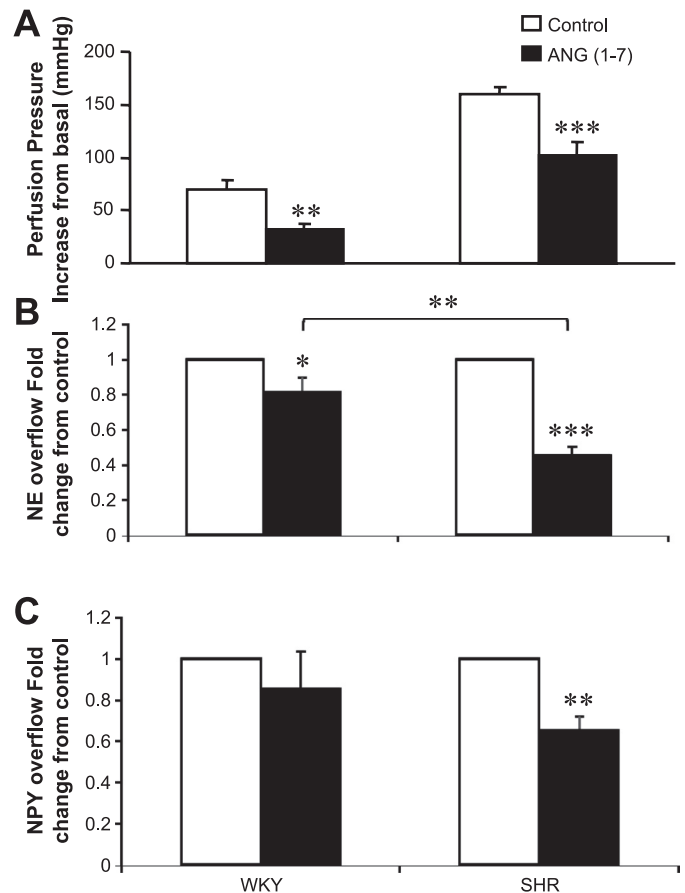 A
Control
ANG (1-7)
Perfusion Pressure
Increase from basal (mmHg)
200
150
100
50
0
**
***
B
NE overflow Fold
change from control
1.2
1
0.8
0.6
0.4
0.2
0
**
*
***
C
NPY overflow Fold
change from control
1.2
1
0.8
0.6
0.4
0.2
0
**
WKY
SHR